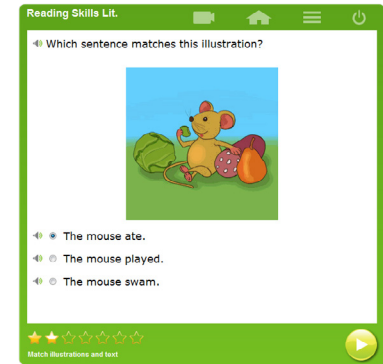 Reading Skills Lit.
Which sentence matches this illustration?
The mouse ate.
The mouse played.
The mouse swam.
Match illustrations and text